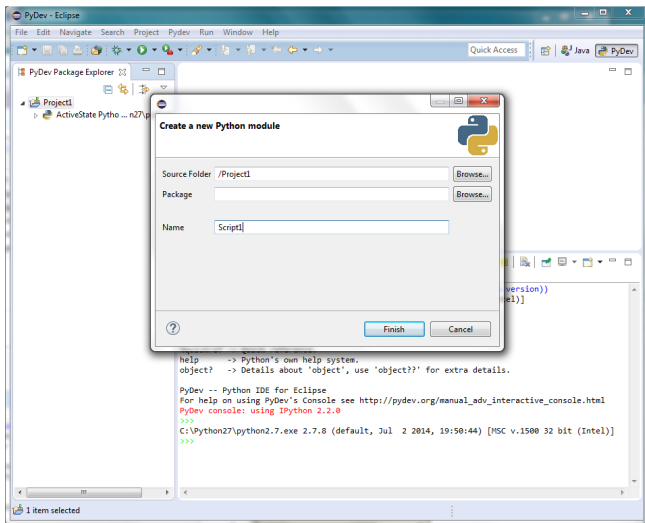 PyDev - Eclipse
File Edit Navigate Search Project Pydev Run Window Help
Quick Access Java PyDev
PyDev Package Explorer
Project1
ActiveState Pytho ... n27\p
Create a new Python module
Source Folder /Project1 Browse...
Package Browse...
Name Script1
version))
el)]
? Finish Cancel
help -> Python's own help system.
object? -> Details about 'object', use 'object??' for extra details.
PyDev -- Python IDE for Eclipse
For help on using PyDev's Console see http://pydev.org/manual_adv_interactive_console.html
PyDev console: using IPython 2.2.0
>>>
C:\Python27\python2.7.exe 2.7.8 (default, Jul 2 2014, 19:50:44) [MSC v.1500 32 bit (Intel)]
>>>
1 item selected